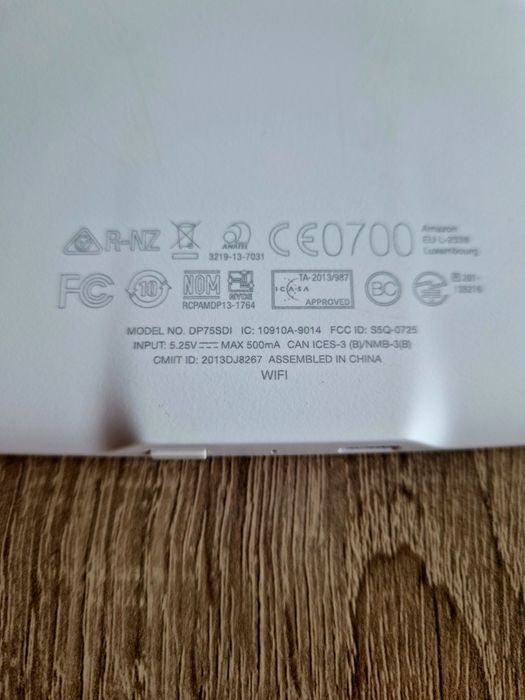 R-NZ
ANATEL
3219-13-7031
CE0700
Amazon
EU L-2338
Luxembourg
FC
10
NOM
NYCE
RCPAMDP13-1764
ICASA
TA-2013/987
APPROVED
BC
MODEL NO. DP75SDI IC: 10910A-9014 FCC ID: S5Q-0725
INPUT: 5.25V MAX 500mA CAN ICES-3 (B)/NMB-3(B)
CMIIT ID: 2013DJ8267 ASSEMBLED IN CHINA
WIFI